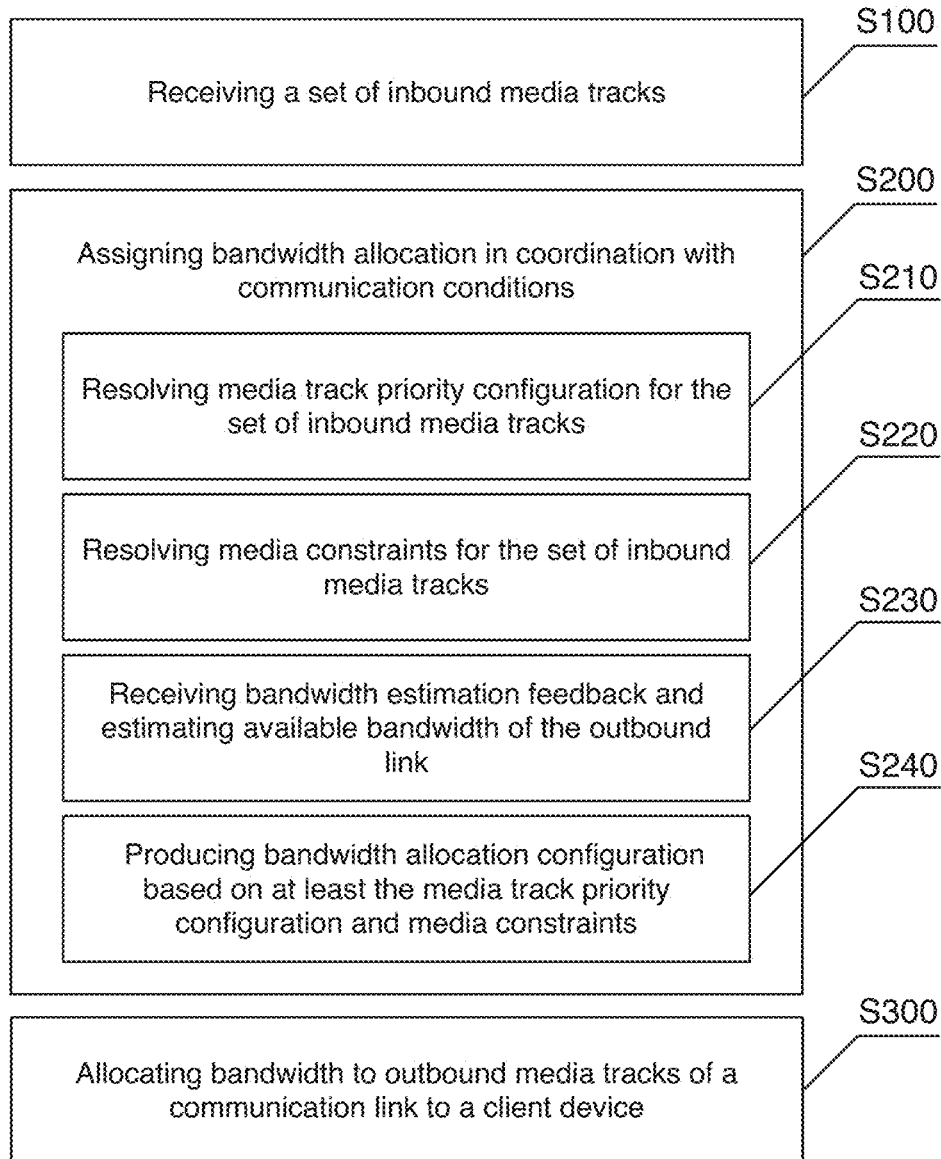 S100
Receiving a set of inbound media tracks
S200
Assigning bandwidth allocation in coordination with
communication conditions
S210
Resolving media track priority configuration for the
set of inbound media tracks
S220
Resolving media constraints for the set of inbound
media tracks
S230
Receiving bandwidth estimation feedback and
estimating available bandwidth of the outbound
link
S240
Producing bandwidth allocation configuration
based on at least the media track priority
configuration and media constraints
S300
Allocating bandwidth to outbound media tracks of a
communication link to a client device